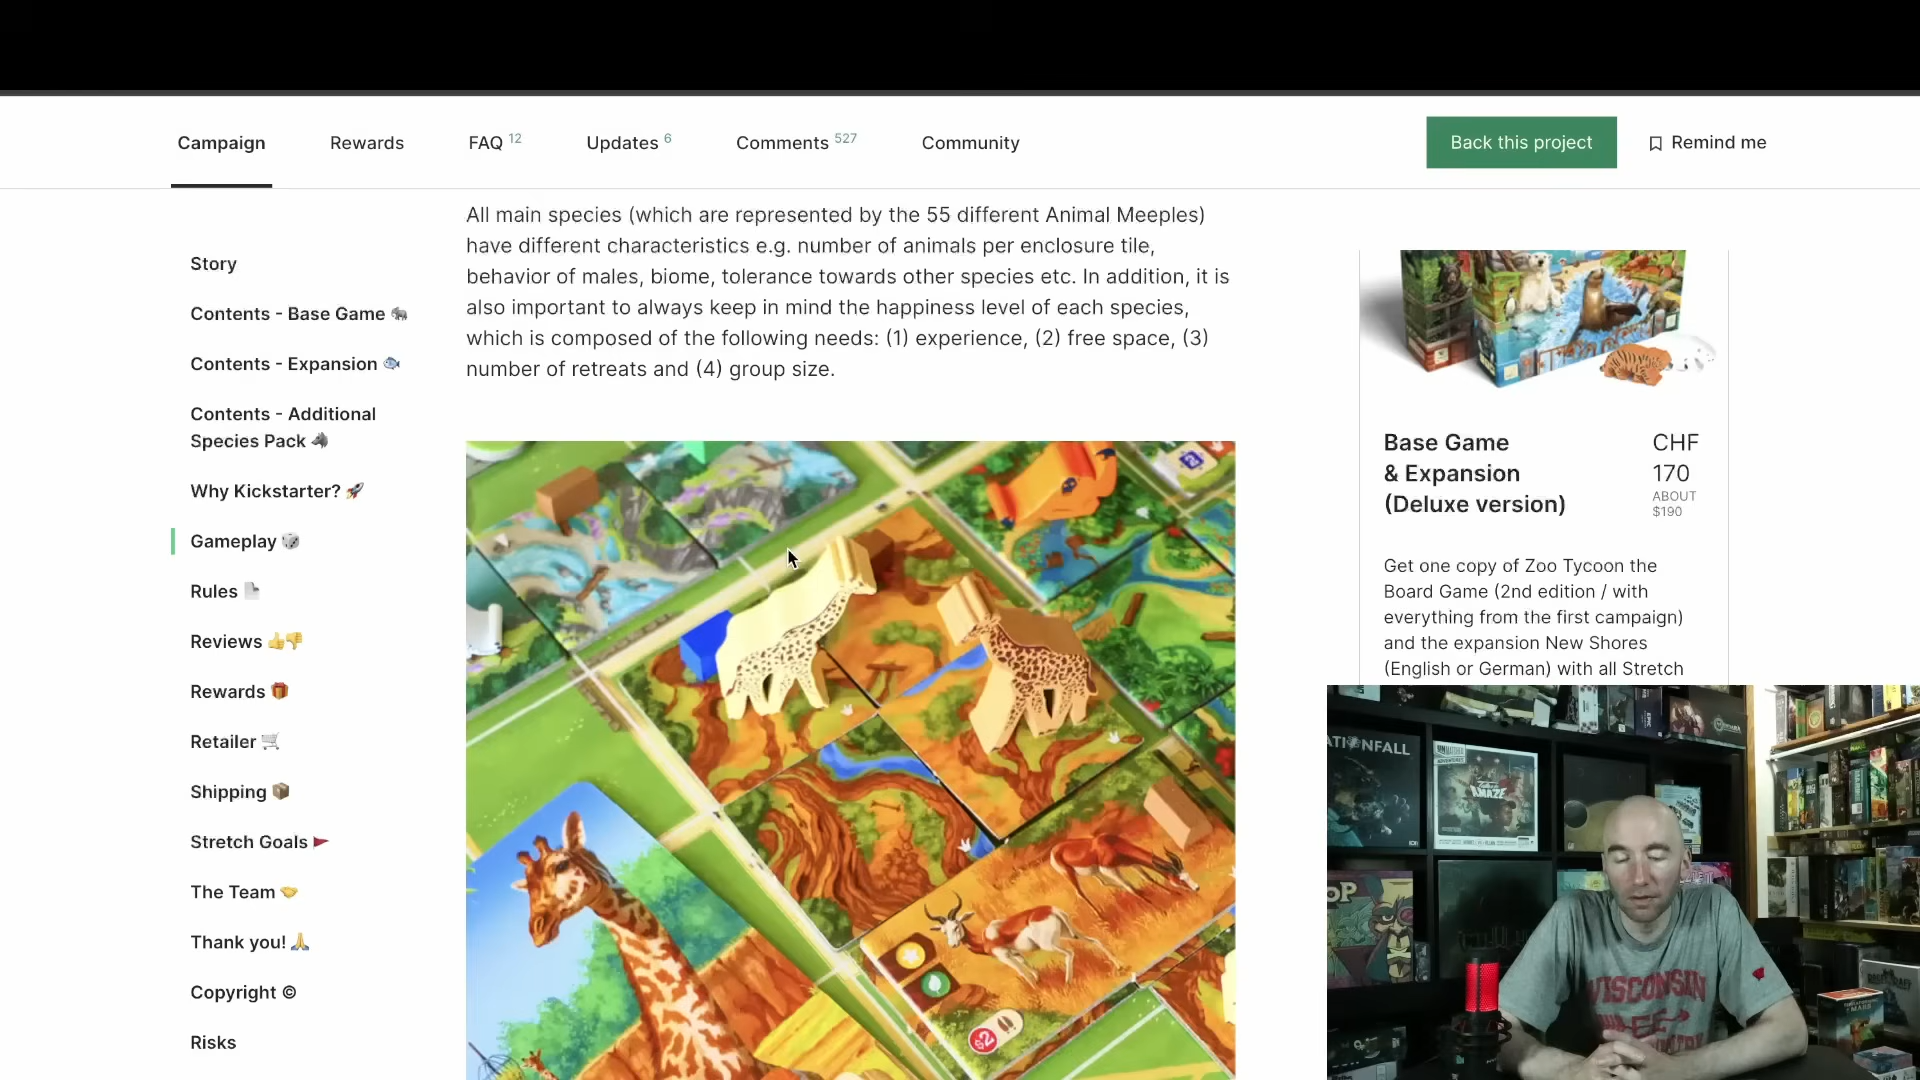 Campaign
Rewards
FAQ 12
Updates 6
Comments 527
Community
Back this project
Remind me
All main species (which are represented by the 55 different Animal Meeples)
have different characteristics e.g. number of animals per enclosure tile,
behavior of males, biome, tolerance towards other species etc. In addition, it is
also important to always keep in mind the happiness level of each species,
which is composed of the following needs: (1) experience, (2) free space, (3)
number of retreats and (4) group size.
Story
Contents - Base Game 🐘
Contents - Expansion 🐟
Contents - Additional
Species Pack 🐺
Why Kickstarter? 🚀
Gameplay 🎲
Rules 📄
Reviews 👍👎
Rewards 🎁
Retailer 🛒
Shipping 📦
Stretch Goals 🚩
The Team 🤝
Thank you! 🙏
Copyright ©
Risks
Base Game
& Expansion
(Deluxe version)
CHF
170
ABOUT
$190
Get one copy of Zoo Tycoon the
Board Game (2nd edition / with
everything from the first campaign)
and the expansion New Shores
(English or German) with all Stretch
2
$2
MAZE
WISCONSIN